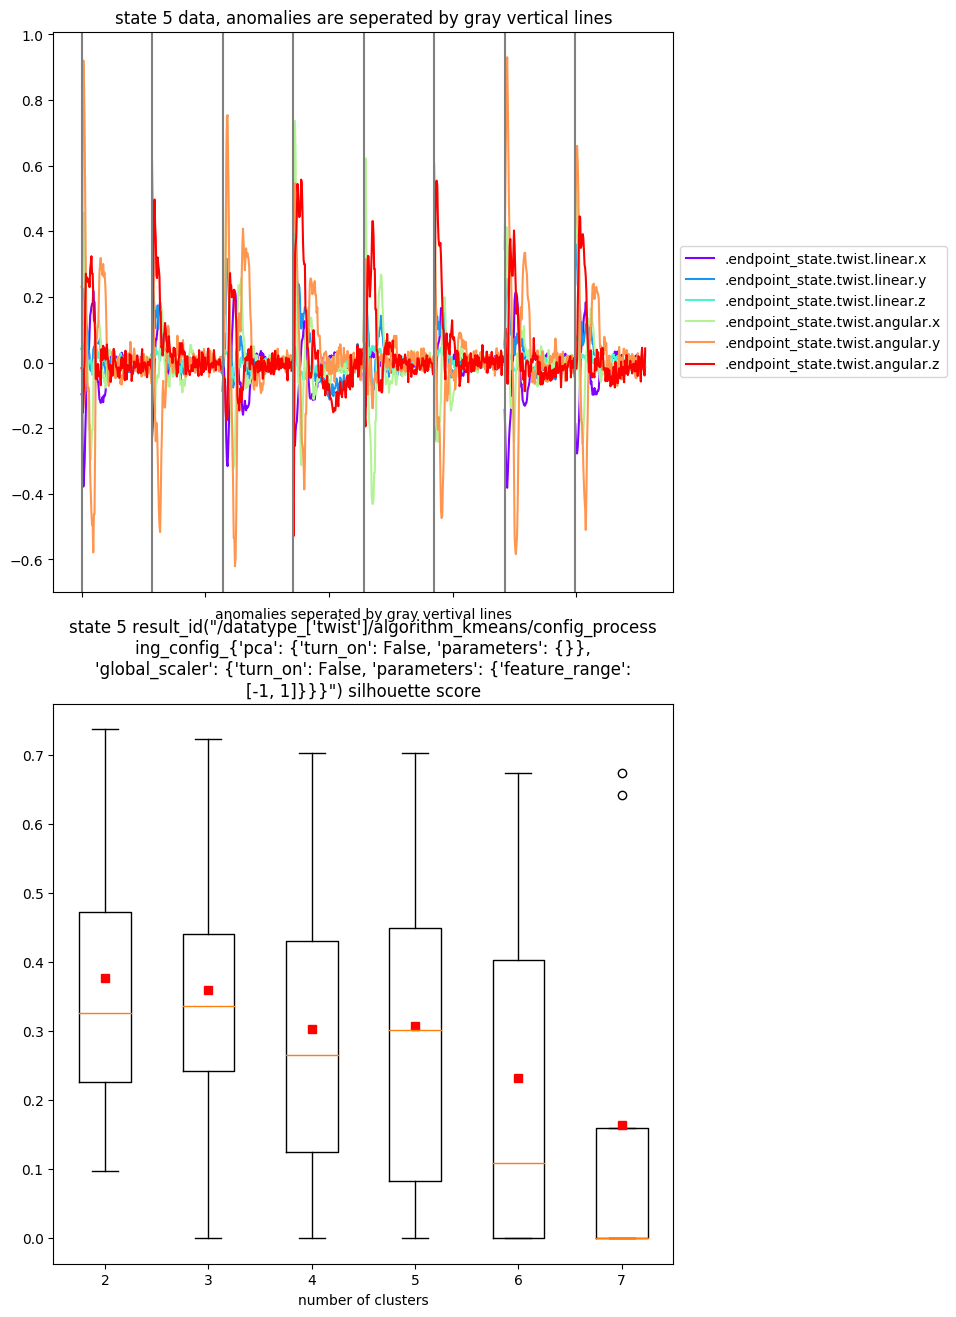 state 5 data, anomalies are seperated by gray vertical lines
1.0
0.8
0.6
0.4
0.2
0.0
−0.2
−0.4
−0.6
.endpoint_state.twist.linear.x
.endpoint_state.twist.linear.y
.endpoint_state.twist.linear.z
.endpoint_state.twist.angular.x
.endpoint_state.twist.angular.y
.endpoint_state.twist.angular.z
anomalies seperated by gray vertival lines
state 5 result_id("/datatype_['twist']/algorithm_kmeans/config_process
ing_config_{'pca': {'turn_on': False, 'parameters': {}},
'global_scaler': {'turn_on': False, 'parameters': {'feature_range':
[-1, 1]}}}") silhouette score
0.7
0.6
0.5
0.4
0.3
0.2
0.1
0.0
2 3 4 5 6 7
number of clusters